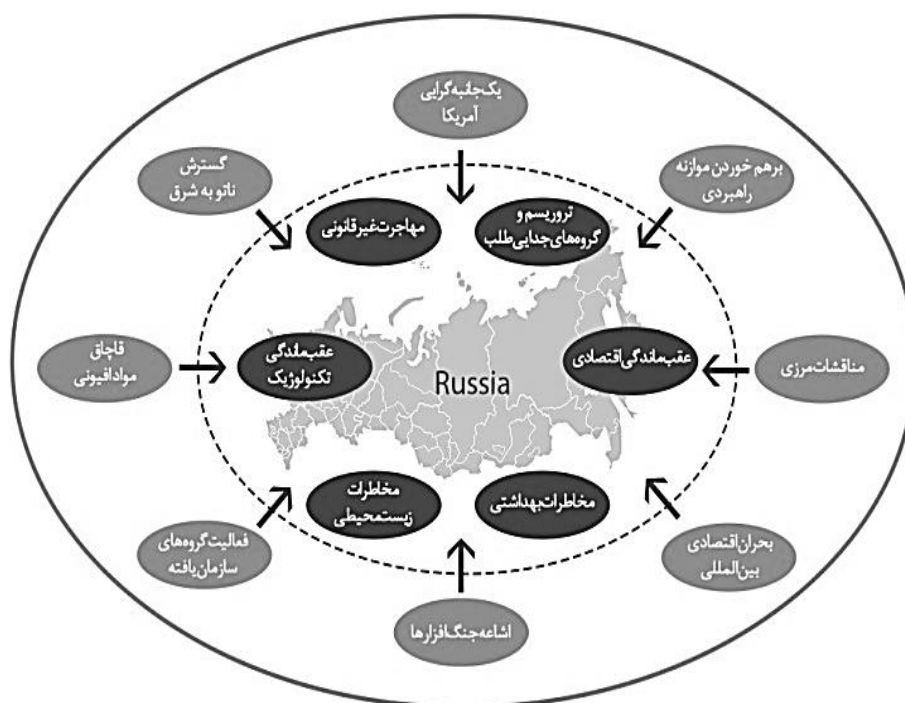 یک‌جانبه‌گرایی
آمریکا
برهم خوردن موازنه
راهبردی
گسترش
ناتو به شرق
تروریسم و
گروه‌های جدایی‌طلب
مهاجرت غیرقانونی
مناقشات مرزی
عقب‌ماندگی اقتصادی
Russia
عقب‌ماندگی
تکنولوژیک
قاچاق
مواد افیونی
مخاطرات بهداشتی
مخاطرات
زیست‌محیطی
بحران اقتصادی
بین‌المللی
فعالیت گروه‌های
سازمان‌یافته
اشاعه جنگ‌افزارها